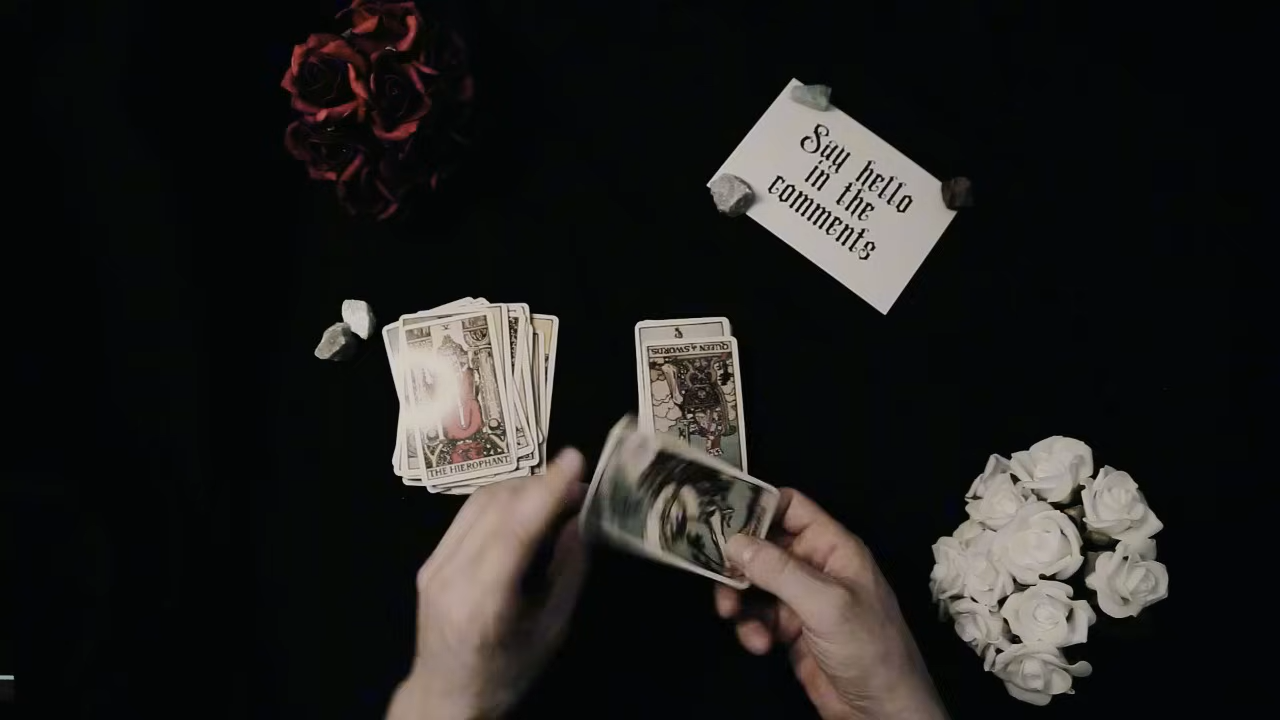 Say hello
in the
comments
V
THE HIEROPHANT.
QUEEN of SWORDS.